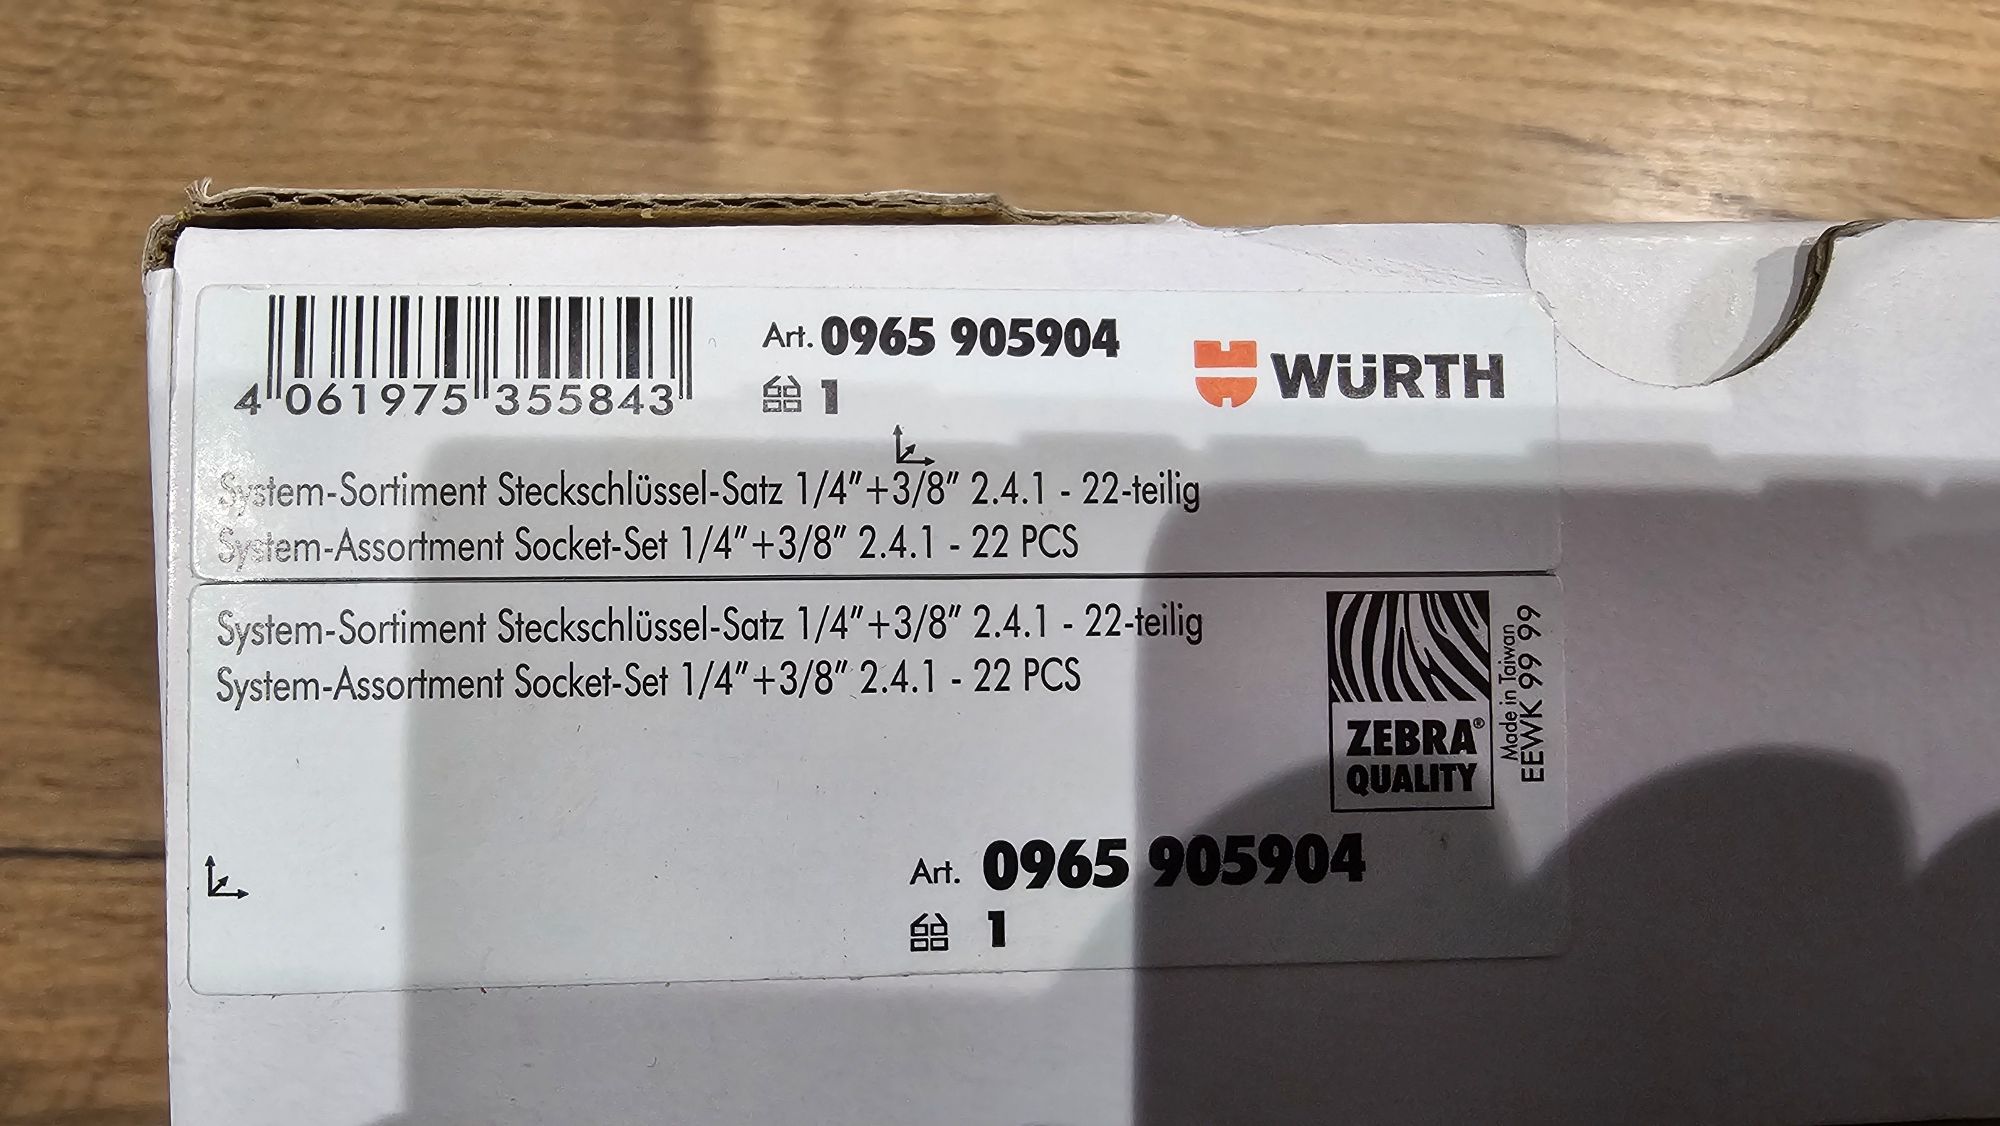 4 061975 355843
Art. 0965 905904
1
WÜRTH
System-Sortiment Steckschlüssel-Satz 1/4"+3/8" 2.4.1 - 22-teilig
System-Assortment Socket-Set 1/4"+3/8" 2.4.1 - 22 PCS
System-Sortiment Steckschlüssel-Satz 1/4"+3/8" 2.4.1 - 22-teilig
System-Assortment Socket-Set 1/4"+3/8" 2.4.1 - 22 PCS
ZEBRA®
QUALITY
Made in Taiwan
EEWK 99 99
Art. 0965 905904
1